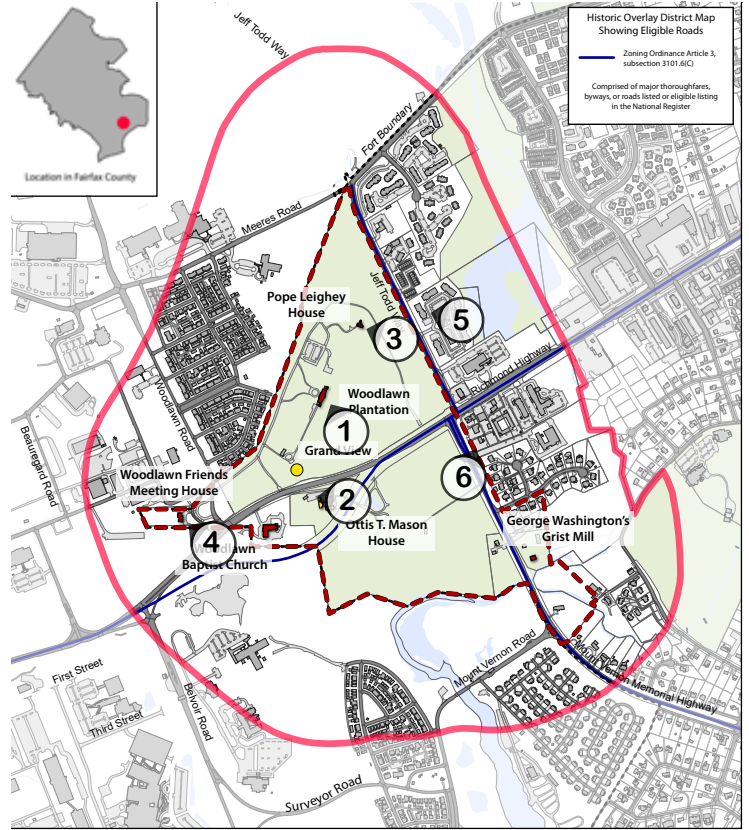 Jeff Todd Way
Historic Overlay District Map
Showing Eligible Roads
Zoning Ordinance Article 3,
subsection 3101.6(C)
Comprised of major thoroughfares,
byways, or roads listed or eligible listing
in the National Register
Location in Fairfax County
Fort Boundary
Meeres Road
Jeff Todd
Pope Leighey
House
3
5
Richmond Highway
Woodlawn Road
Woodlawn
Plantation
1
Grand View
Beauregard Road
Woodlawn Friends
Meeting House
6
2
Ottis T. Mason
House
George Washington's
Grist Mill
4
Woodlawn
Baptist Church
Mount Vernon Road
Mount Vernon Memorial Highway
First Street
Third Street
Belvoir Road
Surveyor Road